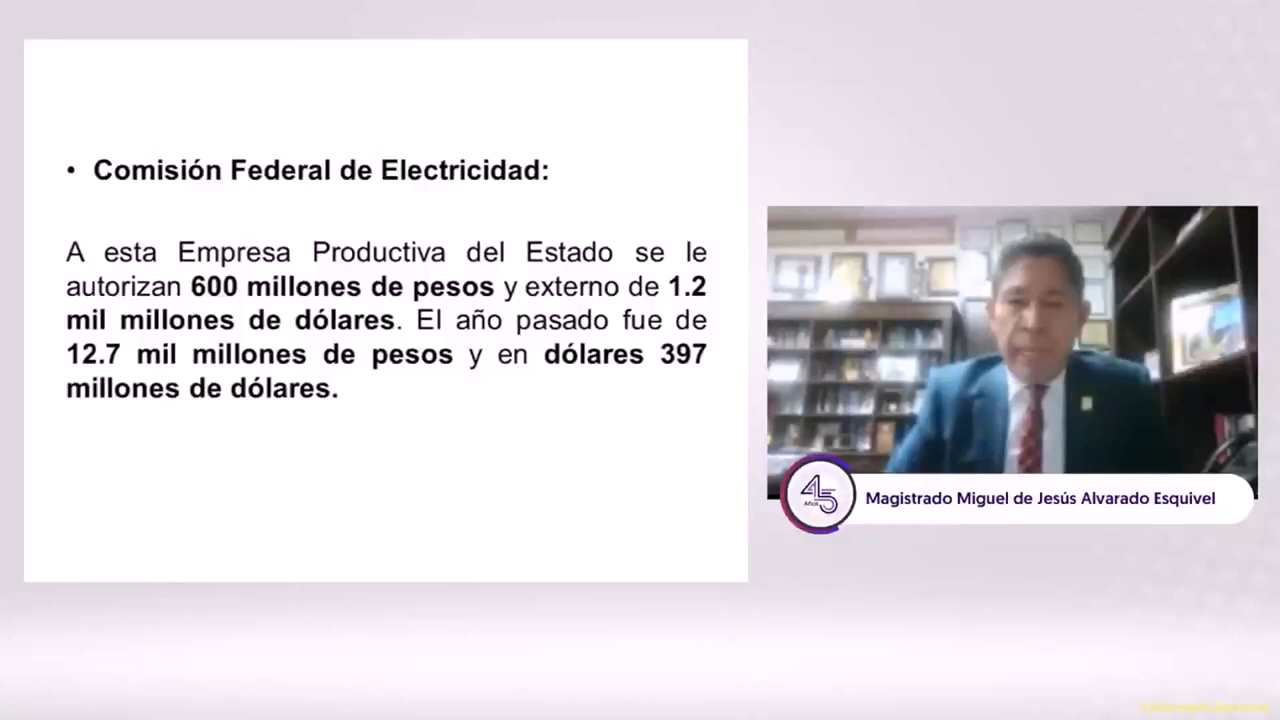 • Comisión Federal de Electricidad:
A esta Empresa Productiva del Estado se le
autorizan 600 millones de pesos y externo de 1.2
mil millones de dólares. El año pasado fue de
12.7 mil millones de pesos y en dólares 397
millones de dólares.
45
Años
Magistrado Miguel de Jesús Alvarado Esquivel